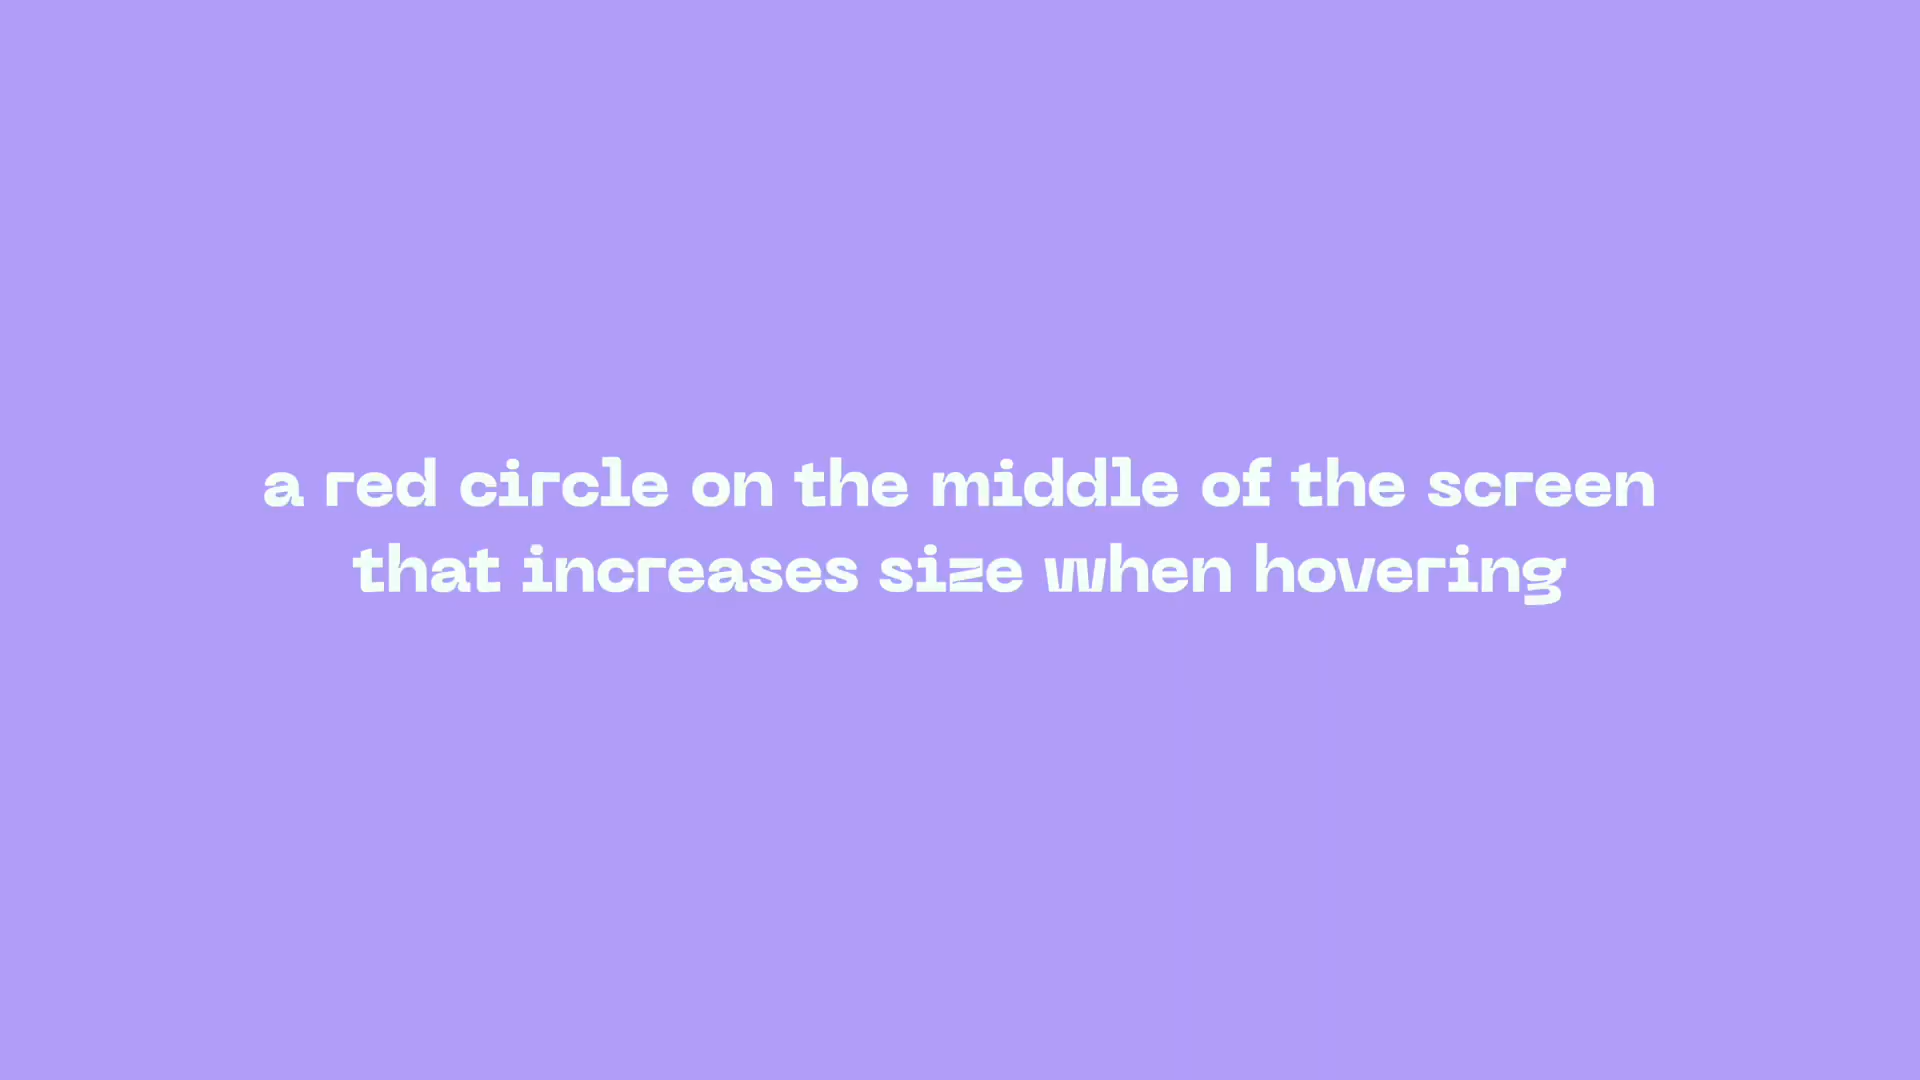 a red circle on the middle of the screen
that increases size when hovering